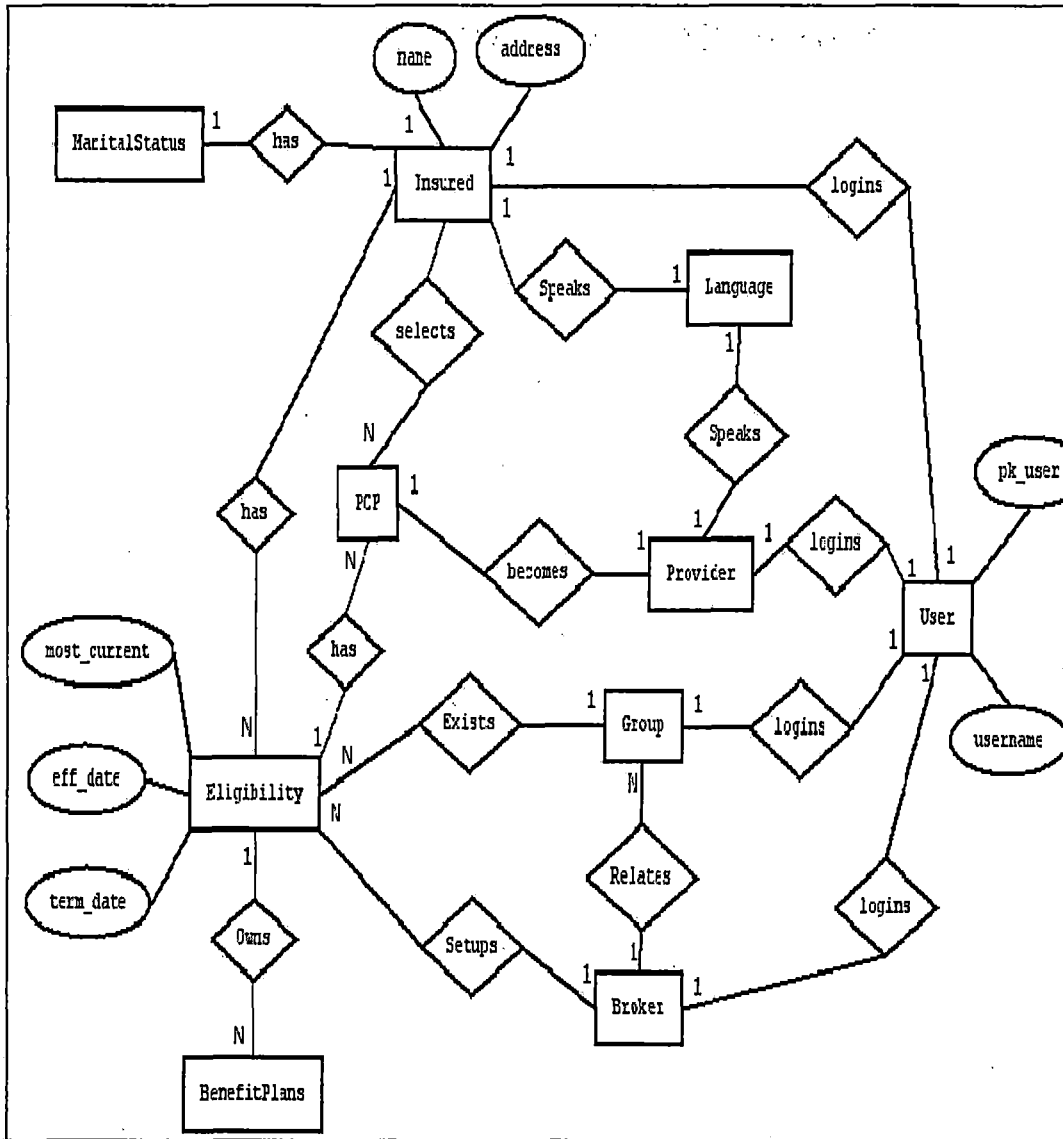 name
address
1
MaritalStatus
has
1
1
Insured
1
1
logins
1
Speaks
1
Language
selects
1
N
Speaks
pk_user
PCP
1
has
1
1
logins
N
becomes
1
Provider
1
1
User
most_current
has
1
1
N
1
Exists
1
Group
1
logins
username
N
eff_date
Eligibility
N
N
1
Relates
term_date
logins
Owns
Setups
1
1
1
Broker
N
BenefitPlans